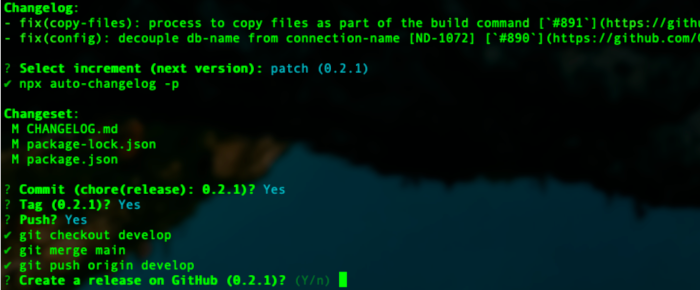 Changelog:
- fix(copy-files): process to copy files as part of the build command [`#891`](https://gith
- fix(config): decouple db-name from connection-name [ND-1072] [`#890`](https://github.com/
? Select increment (next version): patch (0.2.1)
✔ npx auto-changelog -p
Changeset:
M CHANGELOG.md
M package-lock.json
M package.json
? Commit (chore(release): 0.2.1)? Yes
? Tag (0.2.1)? Yes
? Push? Yes
✔ git checkout develop
✔ git merge main
✔ git push origin develop
? Create a release on GitHub (0.2.1)? (Y/n)